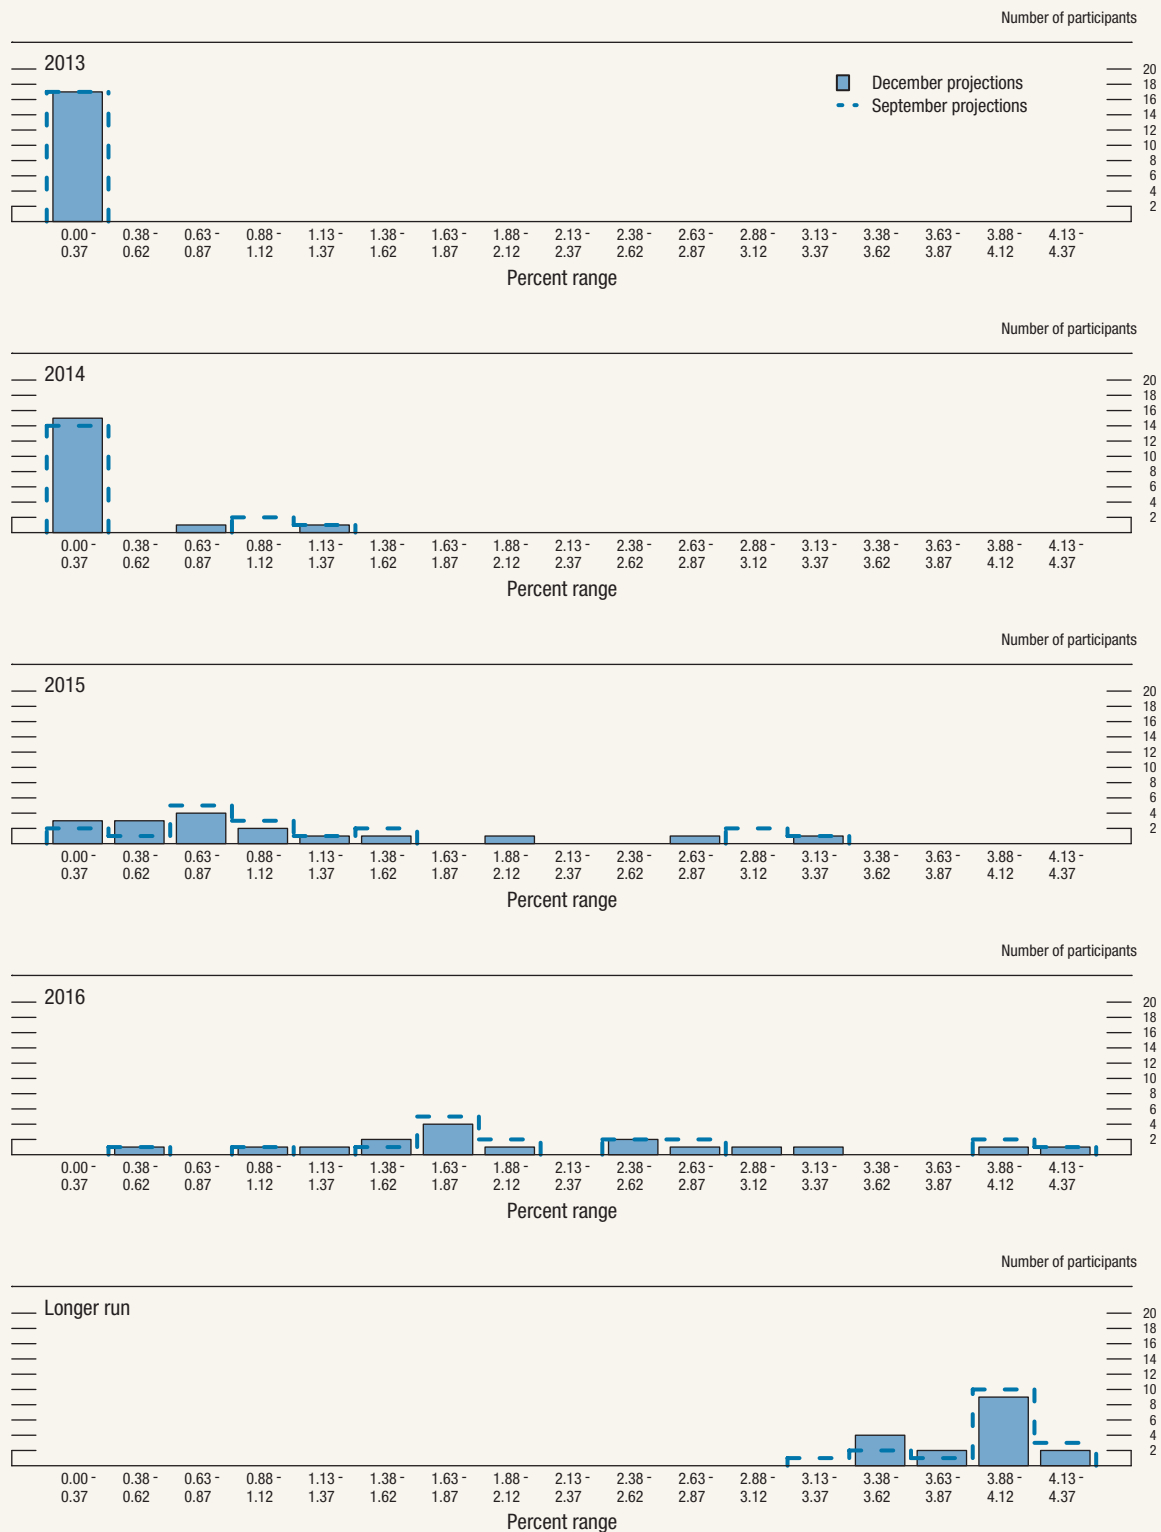 Number of participants
2013
December projections
September projections
20
18
16
14
12
10
8
6
4
2
0.00 - 0.38 - 0.63 - 0.88 - 1.13 - 1.38 - 1.63 - 1.88 - 2.13 - 2.38 - 2.63 - 2.88 - 3.13 - 3.38 - 3.63 - 3.88 - 4.13 -
0.37 0.62 0.87 1.12 1.37 1.62 1.87 2.12 2.37 2.62 2.87 3.12 3.37 3.62 3.87 4.12 4.37
Percent range
Number of participants
2014
20
18
16
14
12
10
8
6
4
2
0.00 - 0.38 - 0.63 - 0.88 - 1.13 - 1.38 - 1.63 - 1.88 - 2.13 - 2.38 - 2.63 - 2.88 - 3.13 - 3.38 - 3.63 - 3.88 - 4.13 -
0.37 0.62 0.87 1.12 1.37 1.62 1.87 2.12 2.37 2.62 2.87 3.12 3.37 3.62 3.87 4.12 4.37
Percent range
Number of participants
2015
20
18
16
14
12
10
8
6
4
2
0.00 - 0.38 - 0.63 - 0.88 - 1.13 - 1.38 - 1.63 - 1.88 - 2.13 - 2.38 - 2.63 - 2.88 - 3.13 - 3.38 - 3.63 - 3.88 - 4.13 -
0.37 0.62 0.87 1.12 1.37 1.62 1.87 2.12 2.37 2.62 2.87 3.12 3.37 3.62 3.87 4.12 4.37
Percent range
Number of participants
2016
20
18
16
14
12
10
8
6
4
2
0.00 - 0.38 - 0.63 - 0.88 - 1.13 - 1.38 - 1.63 - 1.88 - 2.13 - 2.38 - 2.63 - 2.88 - 3.13 - 3.38 - 3.63 - 3.88 - 4.13 -
0.37 0.62 0.87 1.12 1.37 1.62 1.87 2.12 2.37 2.62 2.87 3.12 3.37 3.62 3.87 4.12 4.37
Percent range
Number of participants
Longer run
20
18
16
14
12
10
8
6
4
2
0.00 - 0.38 - 0.63 - 0.88 - 1.13 - 1.38 - 1.63 - 1.88 - 2.13 - 2.38 - 2.63 - 2.88 - 3.13 - 3.38 - 3.63 - 3.88 - 4.13 -
0.37 0.62 0.87 1.12 1.37 1.62 1.87 2.12 2.37 2.62 2.87 3.12 3.37 3.62 3.87 4.12 4.37
Percent range